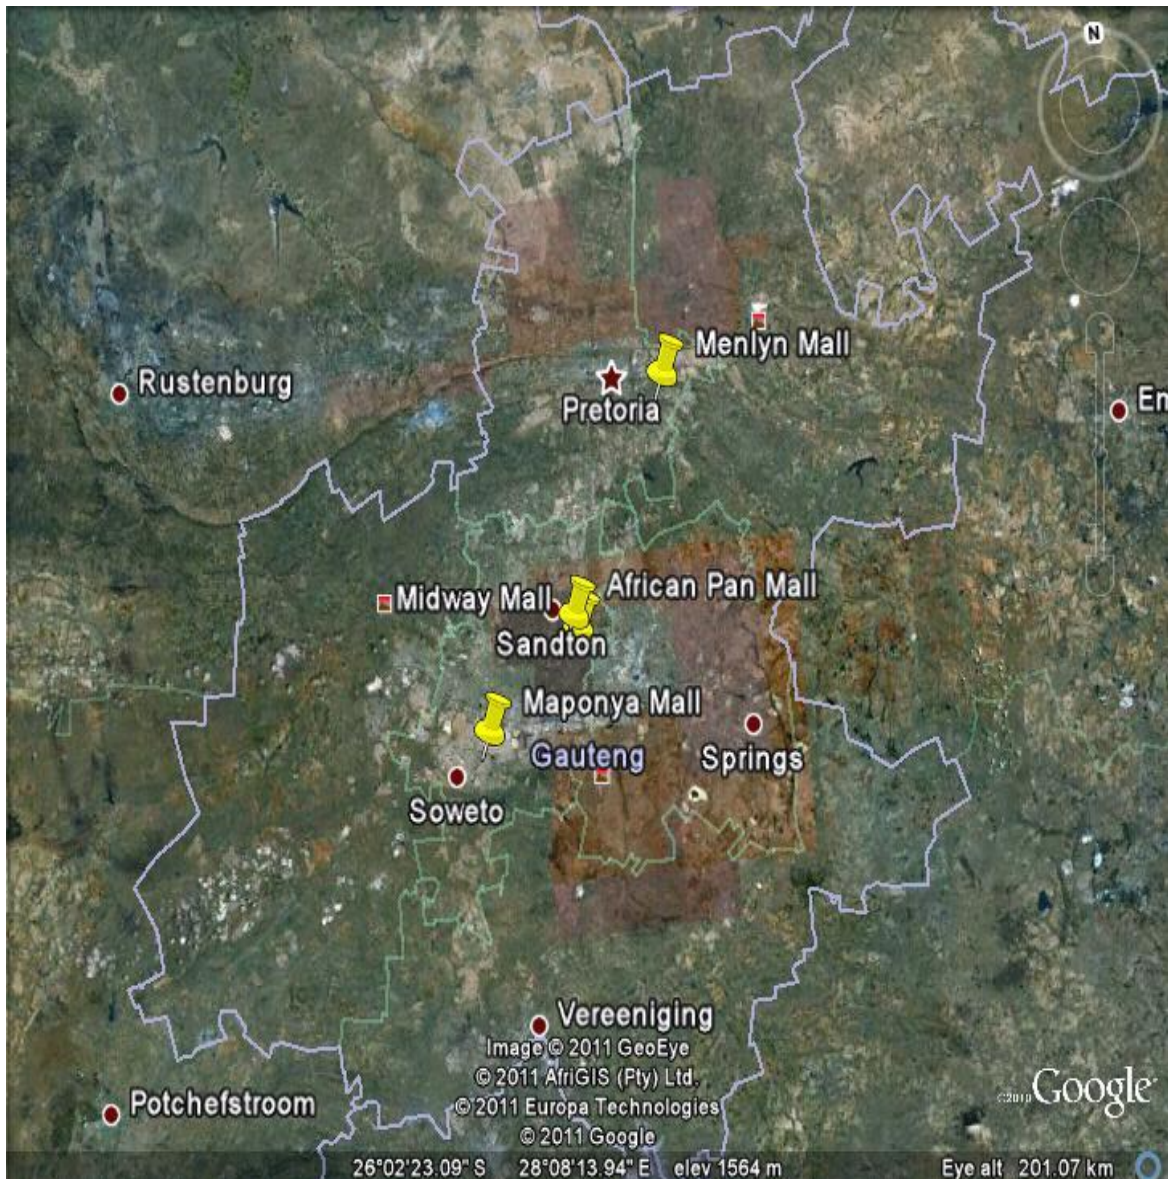 N
Menlyn Mall
Rustenburg
Pretoria
En
Midway Mall
African Pan Mall
Sandton
Maponya Mall
Gauteng
Springs
Soweto
Vereeniging
Image © 2011 GeoEye
© 2011 AfriGIS (Pty) Ltd.
© 2011 Europa Technologies
© 2011 Google
Potchefstroom
©2010 Google
26°02'23.09" S 28°08'13.94" E elev 1564 m Eye alt 201.07 km